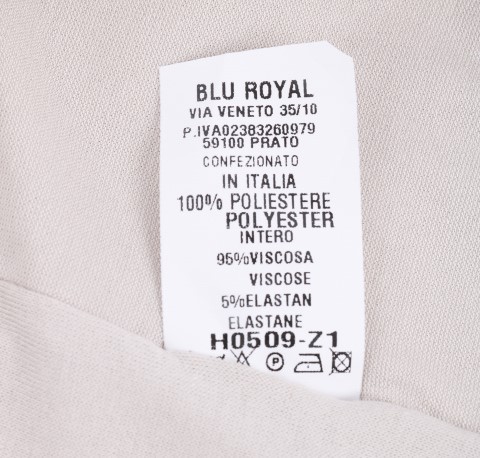 BLU ROYAL
VIA VENETO 35/10
P.IVA02383260979
59100 PRATO
CONFEZIONATO
IN ITALIA
100% POLIESTERE
POLYESTER
INTERO
95%VISCOSA
VISCOSE
5%ELASTAN
ELASTANE
H0509-Z1
P